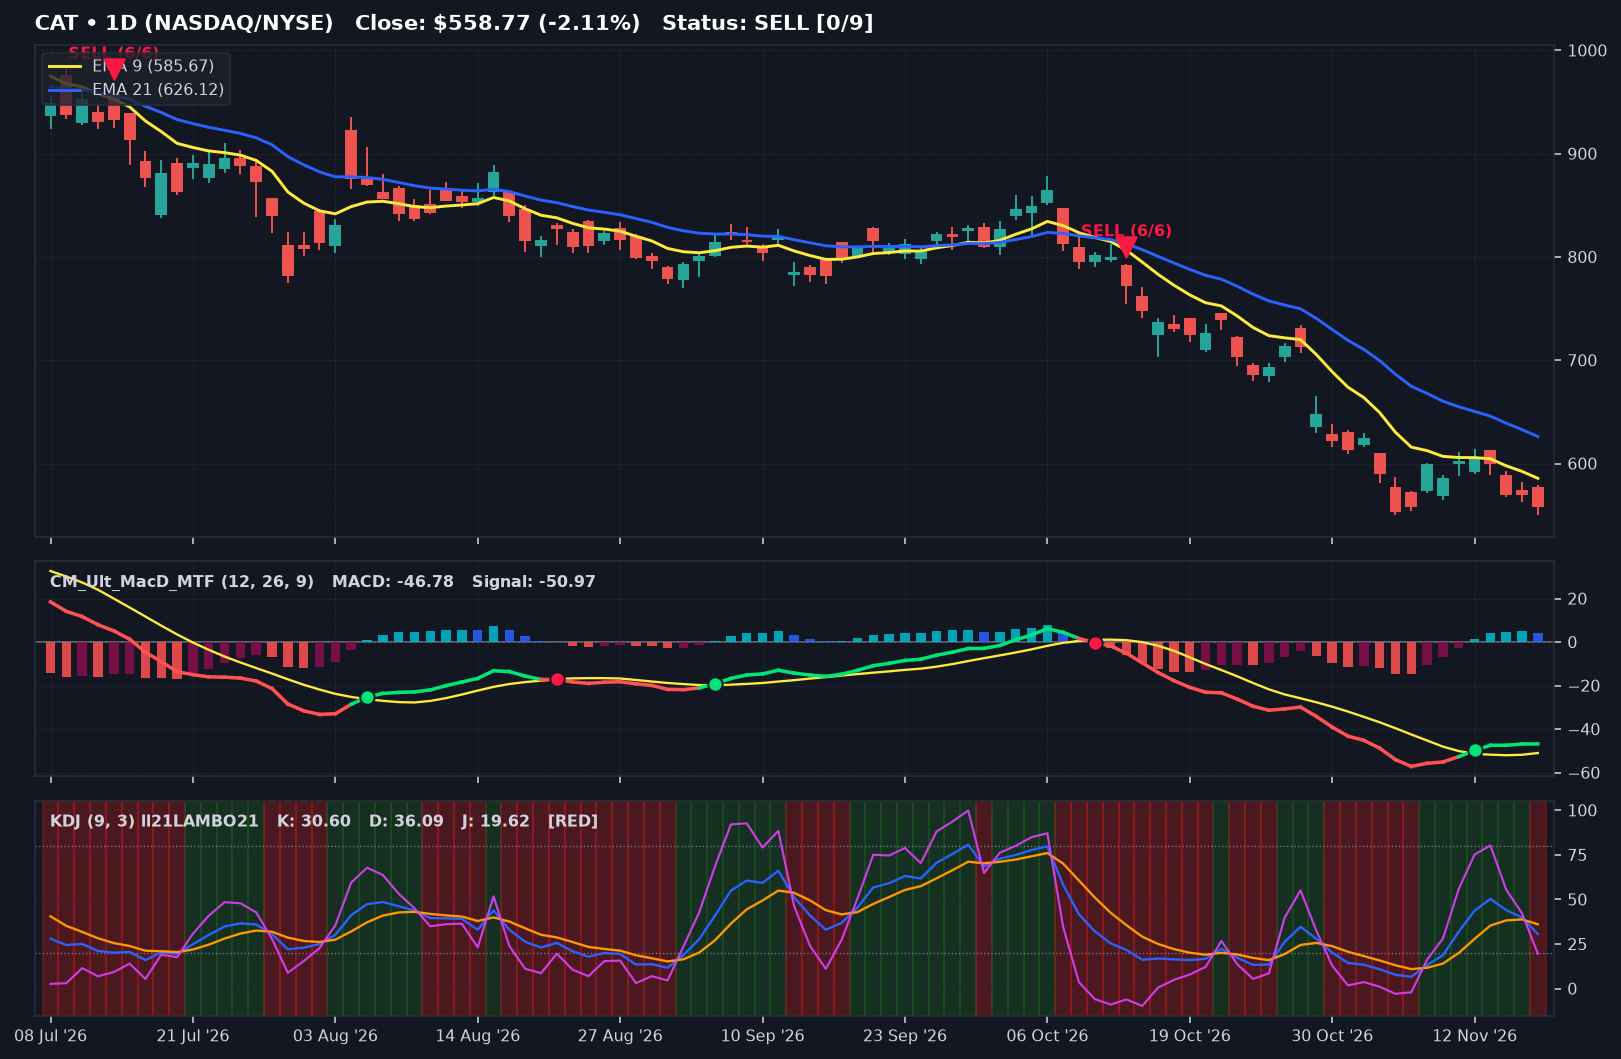 CAT • 1D (NASDAQ/NYSE)   Close: $558.77 (-2.11%)   Status: SELL [0/9]
SELL (6/6)
EMA 9 (585.67)
EMA 21 (626.12)
SELL (6/6)
1000
900
800
700
600
CM_Ult_MacD_MTF (12, 26, 9)   MACD: -46.78   Signal: -50.97
20
0
−20
−40
−60
KDJ (9, 3) II21LAMBO21   K: 30.60   D: 36.09   J: 19.62   [RED]
100
75
50
25
0
08 Jul '26
21 Jul '26
03 Aug '26
14 Aug '26
27 Aug '26
10 Sep '26
23 Sep '26
06 Oct '26
19 Oct '26
30 Oct '26
12 Nov '26